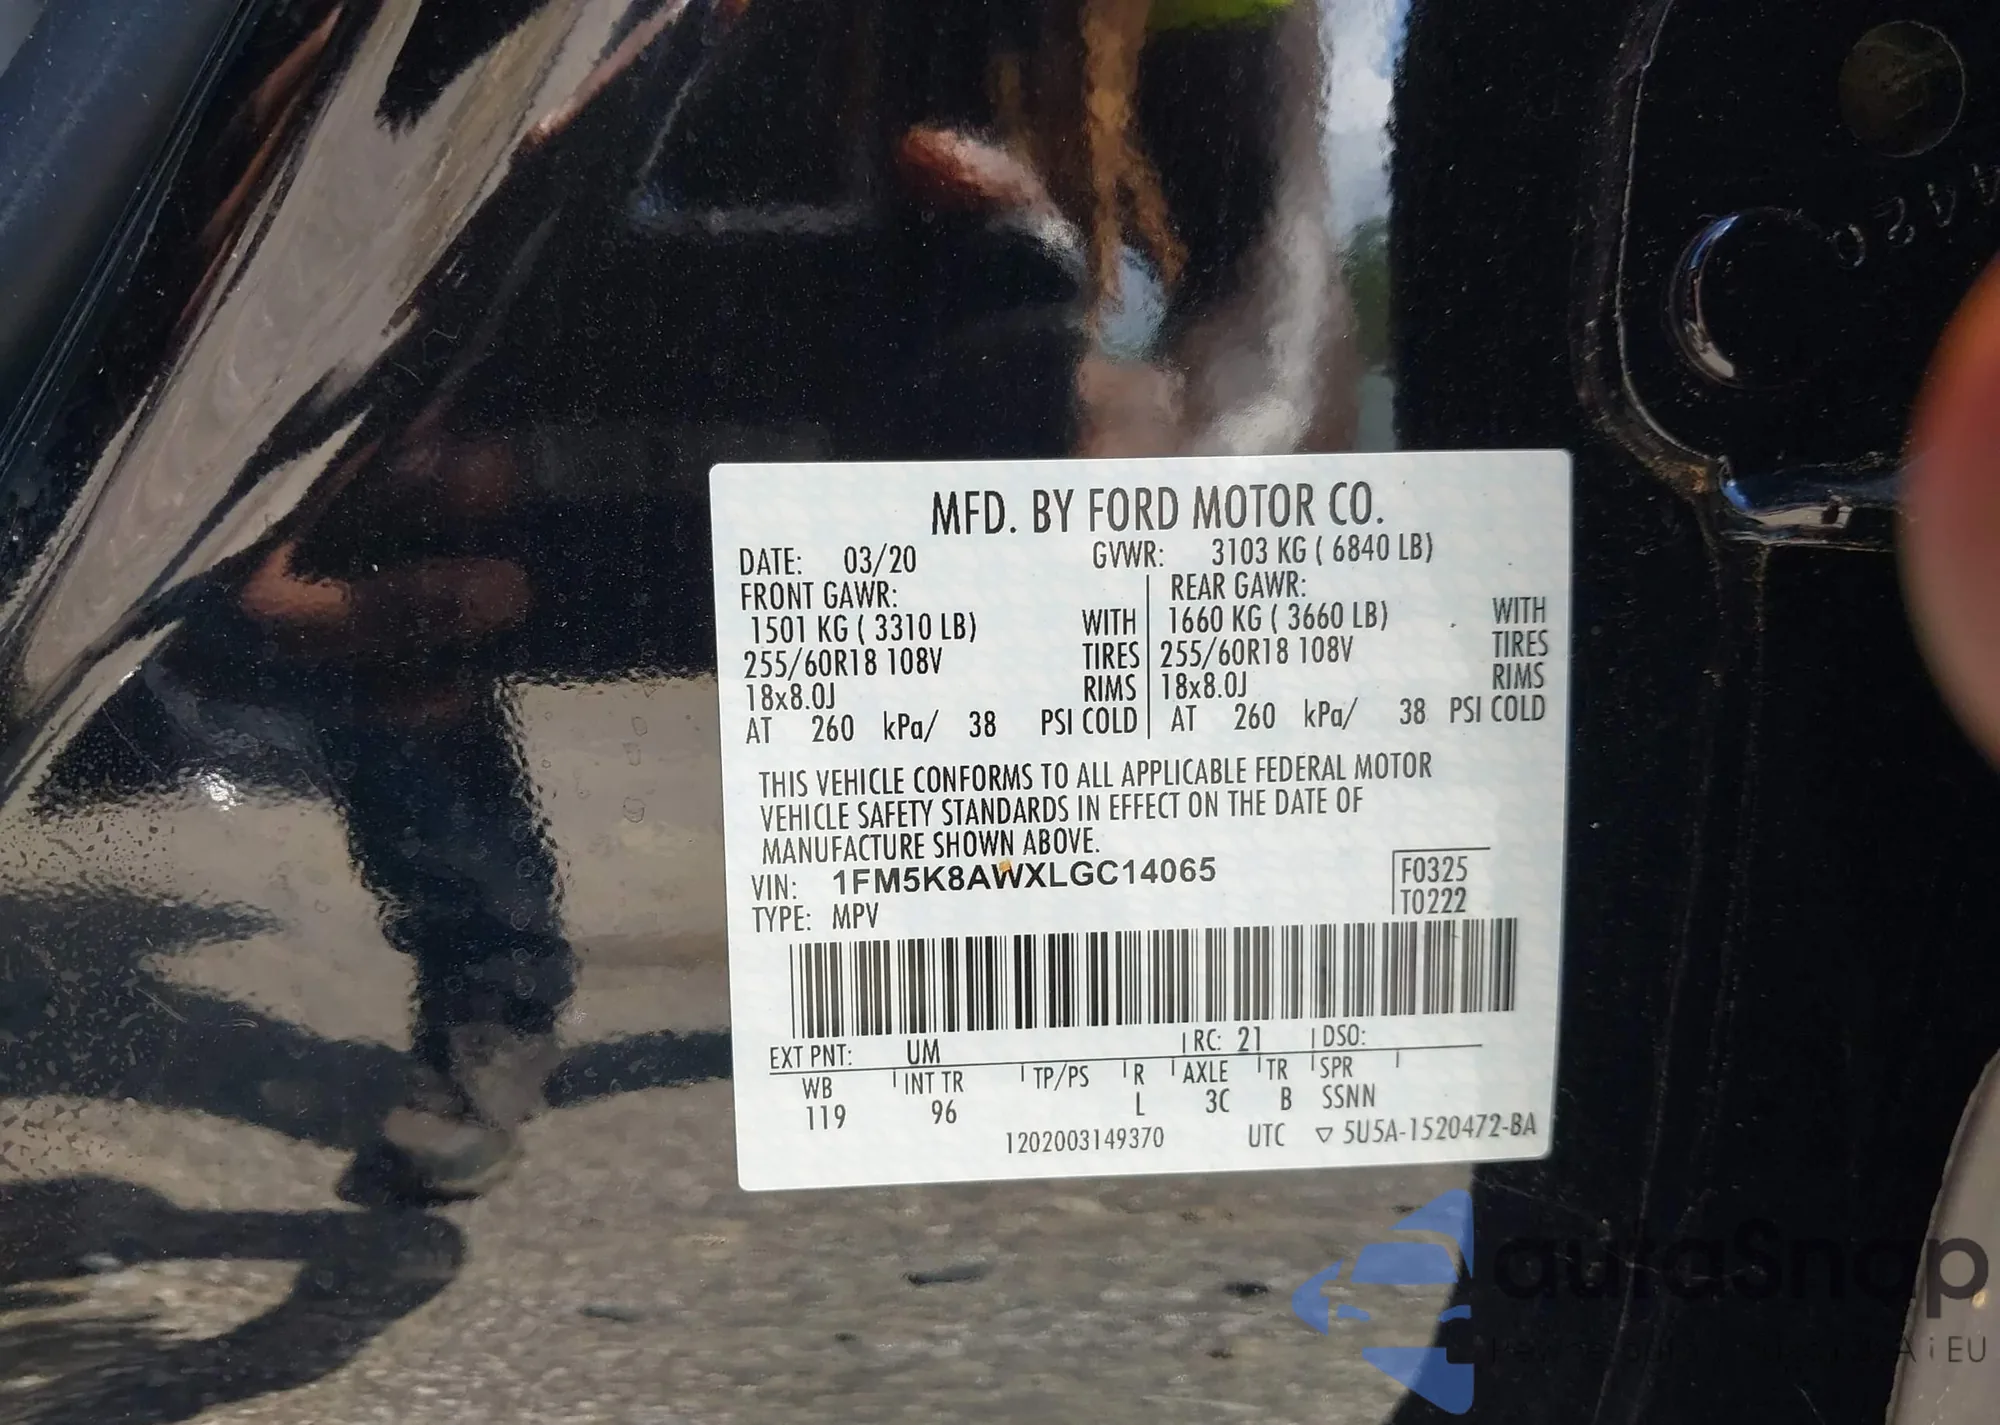 MFD. BY FORD MOTOR CO.
DATE: 03/20 GVWR: 3103 KG ( 6840 LB)
FRONT GAWR: REAR GAWR:
1501 KG ( 3310 LB) WITH 1660 KG ( 3660 LB) WITH
255/60R18 108V TIRES 255/60R18 108V TIRES
18x8.0J RIMS 18x8.0J RIMS
AT 260 kPa/ 38 PSI COLD AT 260 kPa/ 38 PSI COLD
THIS VEHICLE CONFORMS TO ALL APPLICABLE FEDERAL MOTOR
VEHICLE SAFETY STANDARDS IN EFFECT ON THE DATE OF
MANUFACTURE SHOWN ABOVE.
VIN: 1FM5K8AWXLGC14065 F0325
TYPE: MPV T0222
EXT PNT: UM RC: 21 DSO:
WB INT TR TP/PS R AXLE TR SPR
119 96 L 3C B SSNN
1202003149370 UTC ▽ 5U5A-1520472-BA
auraSnap